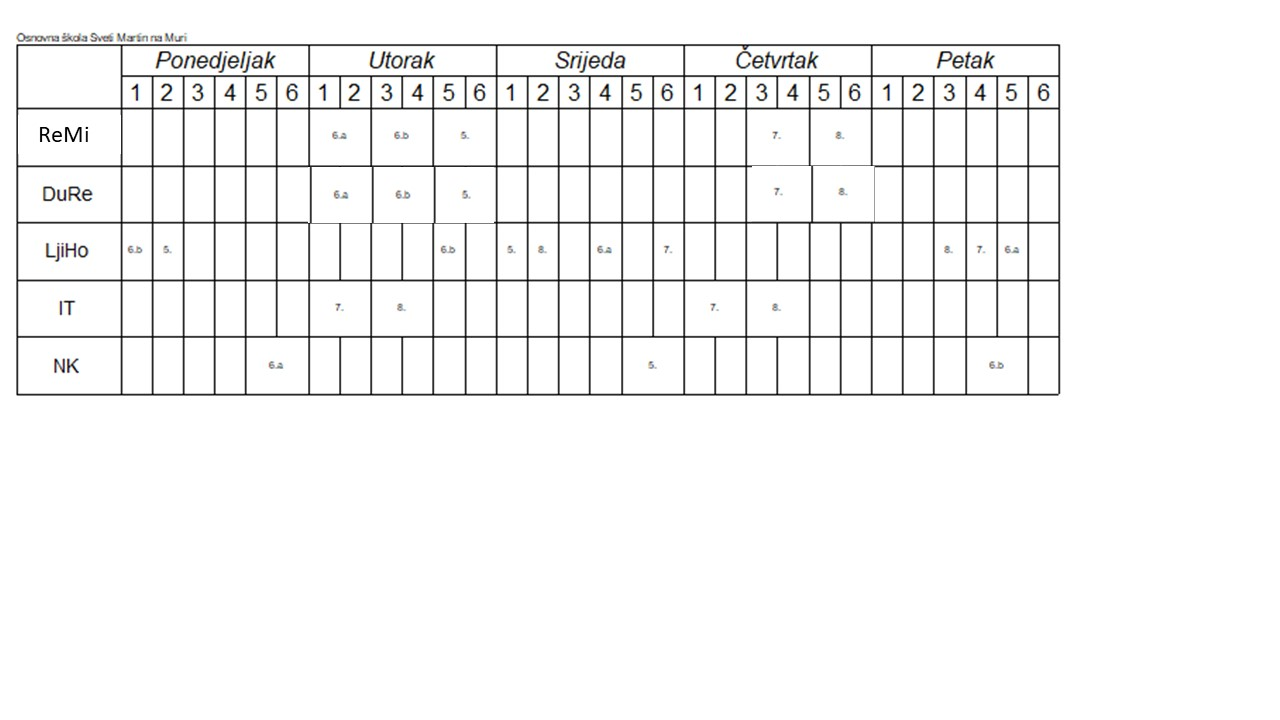 Osnovna škola Sveti Martin na Muri
Ponedjeljak Utorak Srijeda Četvrtak Petak
1 2 3 4 5 6 1 2 3 4 5 6 1 2 3 4 5 6 1 2 3 4 5 6 1 2 3 4 5 6
ReMi 6.a 6.b 5. 7. 8.
DuRe 6.a 6.b 5. 7. 8.
LjiHo 6.b 5. 6.b 5. 8. 6.a 7. 8. 7. 6.a
IT 7. 8. 7. 8.
NK 6.a 5. 6.b